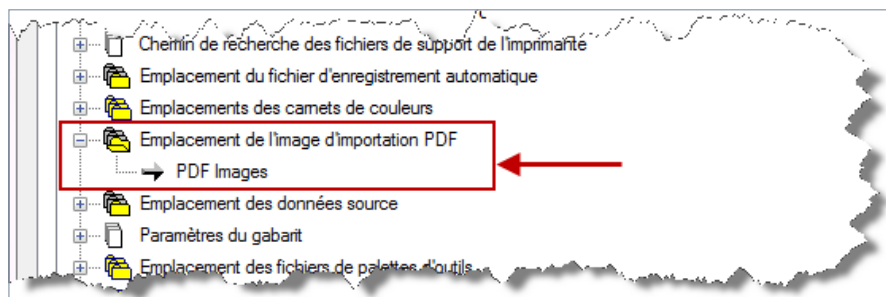 Chemin de recherche des fichiers de support de l'imprimante
Emplacement du fichier d'enregistrement automatique
Emplacements des carnets de couleurs
Emplacement de l'image d'importation PDF
PDF Images
Emplacement des données source
Paramètres du gabarit
Emplacement des fichiers de palettes d'outils